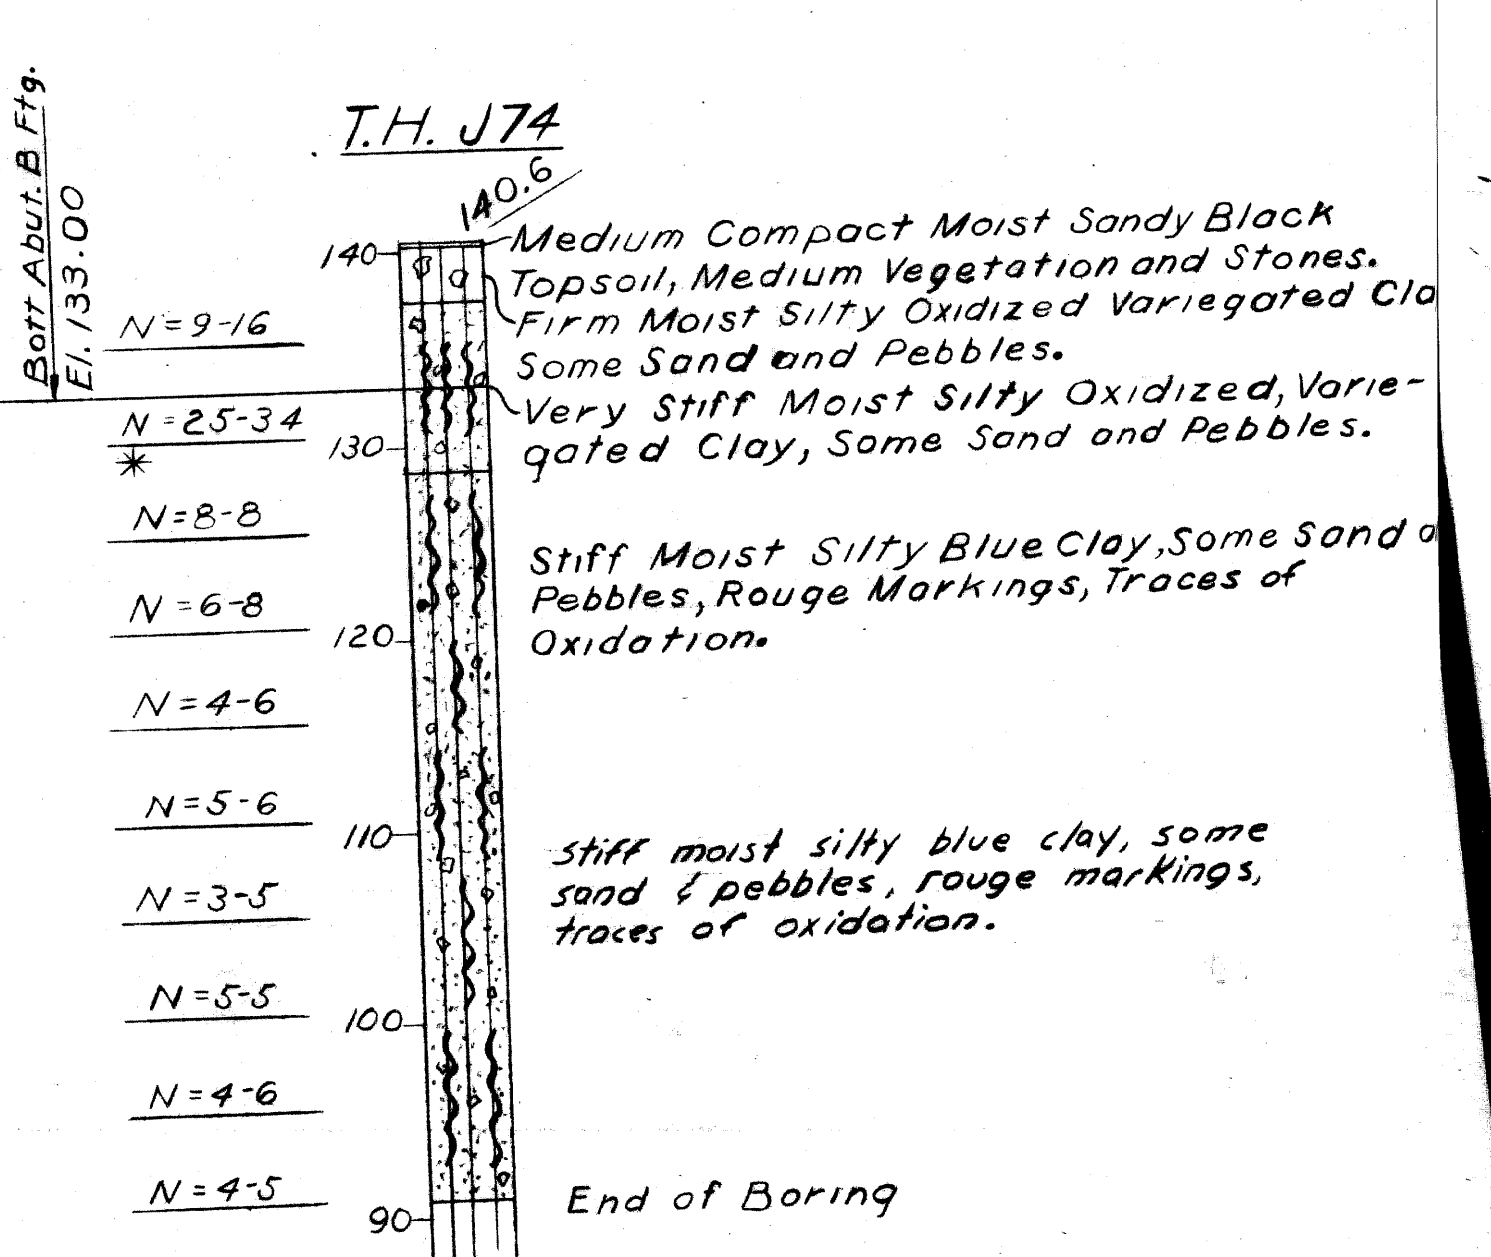 Bott Abut. B Ftg.
El. 133.00
T.H. J74
140.6
140
Medium Compact Moist Sandy Black
Topsoil, Medium Vegetation and Stones.
Firm Moist Silty Oxidized Variegated Cla
N=9-16
Some Sand and Pebbles.
Very Stiff Moist Silty Oxidized, Varie-
N=25-34
130
gated Clay, Some Sand and Pebbles.
*
N=8-8
Stiff Moist Silty Blue Clay, Some Sand a
N=6-8
Pebbles, Rouge Markings, Traces of
120
Oxidation.
N=4-6
N=5-6
110
stiff moist silty blue clay, some
sand & pebbles, rouge markings,
N=3-5
traces of oxidation.
N=5-5
100
N=4-6
N=4-5
End of Boring
90